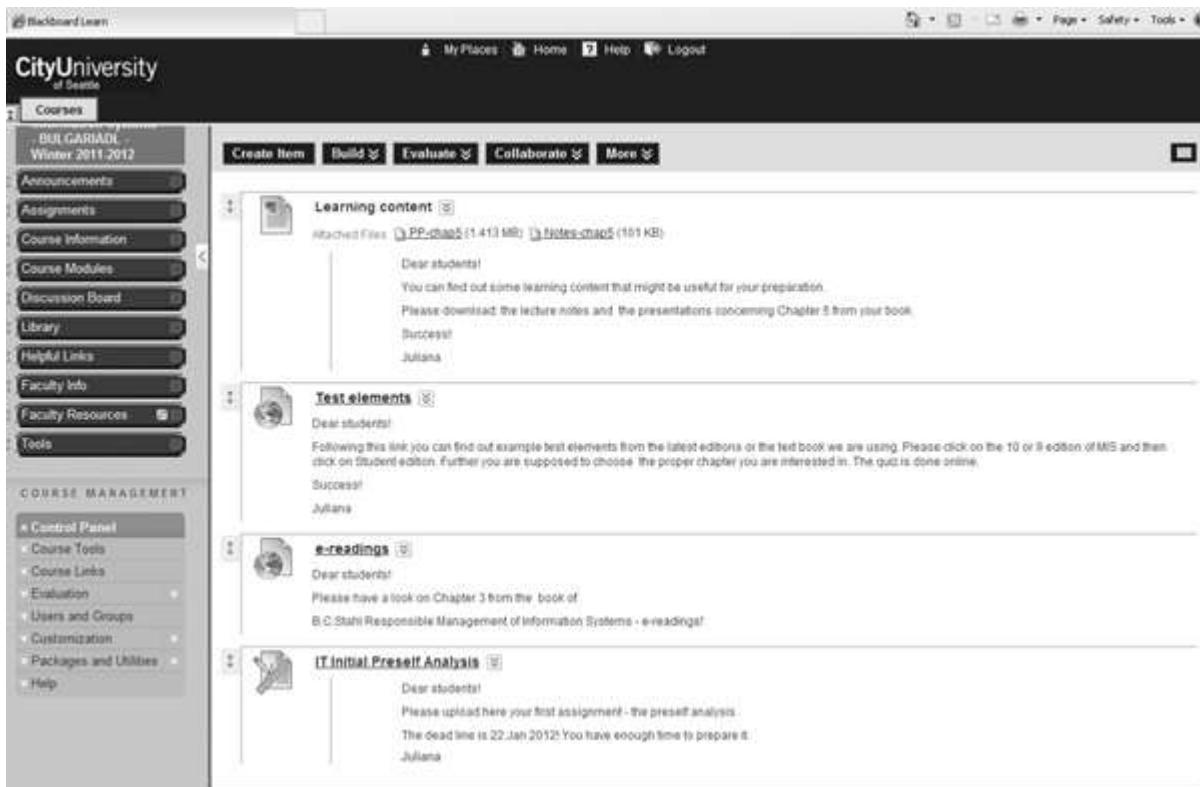 Blackboard Learn
Page Safety Tools
My Places Home Help Logout
CityUniversity
of Seattle
Courses
- BULGARIADL -
Winter 2011-2012
Create Item Build Evaluate Collaborate More
Announcements
Assignments
Course Information
Course Modules
Discussion Board
Library
Helpful Links
Faculty Info
Faculty Resources
Tools
COURSE MANAGEMENT
Control Panel
Course Tools
Course Links
Evaluation
Users and Groups
Customization
Packages and Utilities
Help
Learning content
Attached Files: PP-chap5 (1.413 MB) Notes-chap5 (101 KB)
Dear students!
You can find out some learning content that might be useful for your preparation.
Please download the lecture notes and the presentations concerning Chapter 5 from your book.
Success!
Juliana
Test elements
Dear students!
Following this link you can find out example test elements from the latest editions or the text book we are using. Please click on the 10 or 9 edition of MIS and then
click on Student edition. Further you are supposed to choose the proper chapter you are interested in. The quiz is done online.
Success!
Juliana
e-readings
Dear students!
Please have a look on Chapter 3 from the book of
B.C.Stahl Responsible Management of Information Systems - e-readings!
IT Initial Preself Analysis
Dear students!
Please upload here your first assignment - the preself analysis.
The dead line is 22 Jan 2012! You have enough time to prepare it.
Juliana